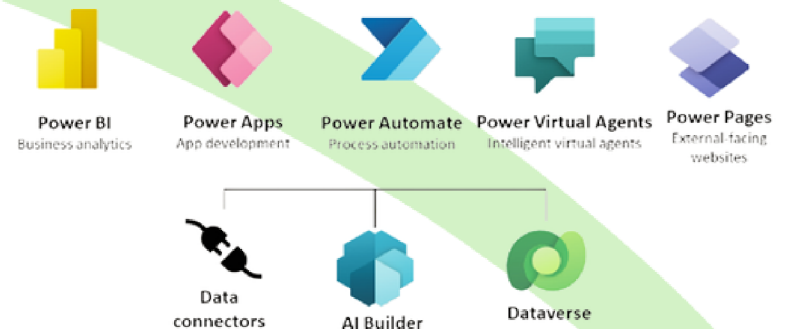 Power BI
Business analytics
Power Apps
App development
Power Automate
Process automation
Power Virtual Agents
Intelligent virtual agents
Power Pages
External-facing
websites
Data
connectors
AI Builder
Dataverse